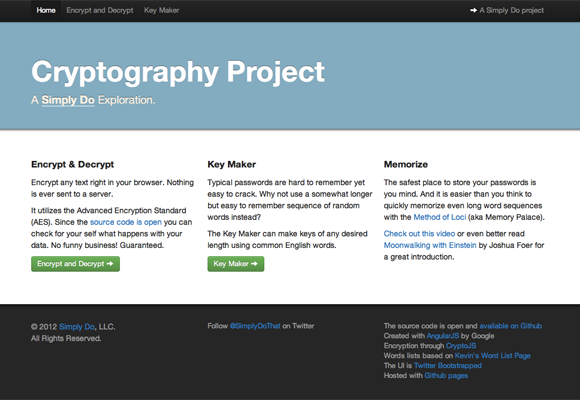 Home Encrypt and Decrypt Key Maker ➜ A Simply Do project
Cryptography Project
A Simply Do Exploration.
Encrypt & Decrypt
Encrypt any text right in your browser. Nothing
is ever sent to a server.
It utilizes the Advanced Encryption Standard
(AES). Since the source code is open you can
check for your self what happens with your
data. No funny business! Guaranteed.
Encrypt and Decrypt ➜
Key Maker
Typical passwords are hard to remember yet
easy to crack. Why not use a somewhat longer
but easy to remember sequence of random
words instead?
The Key Maker can make keys of any desired
length using common English words.
Key Maker ➜
Memorize
The safest place to store your passwords is
you mind. And it is easier than you think to
quickly memorize even long word sequences
with the Method of Loci (aka Memory Palace).
Check out this video or even better read
Moonwalking with Einstein by Joshua Foer for
a great introduction.
© 2012 Simply Do, LLC.
All Rights Reserved.
Follow @SimplyDoThat on Twitter
The source code is open and available on Github
Created with AngularJS by Google
Encryption through CryptoJS
Words lists based on Kevin's Word List Page
The UI is Twitter Bootstrapped
Hosted with Github pages